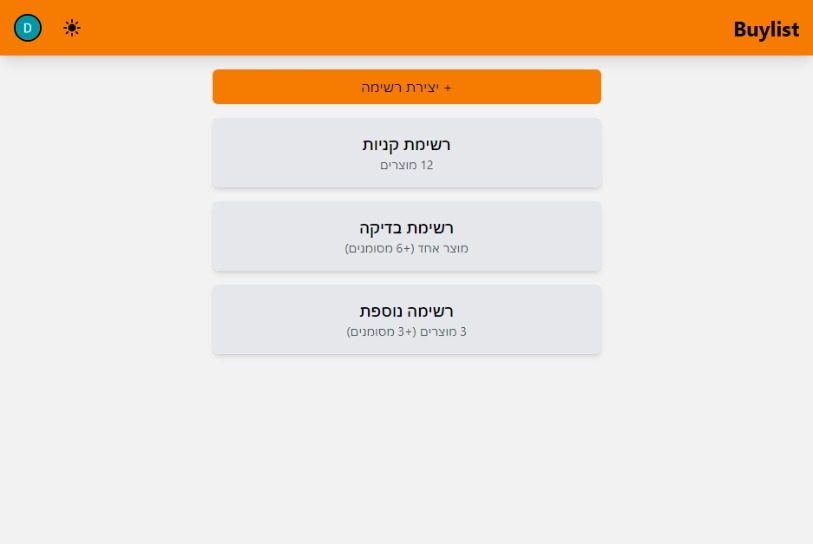 Buylist
D
+ יצירת רשימה
רשימת קניות
12 מוצרים
רשימת בדיקה
מוצר אחד (+6 מסומנים)
רשימה נוספת
3 מוצרים (+3 מסומנים)